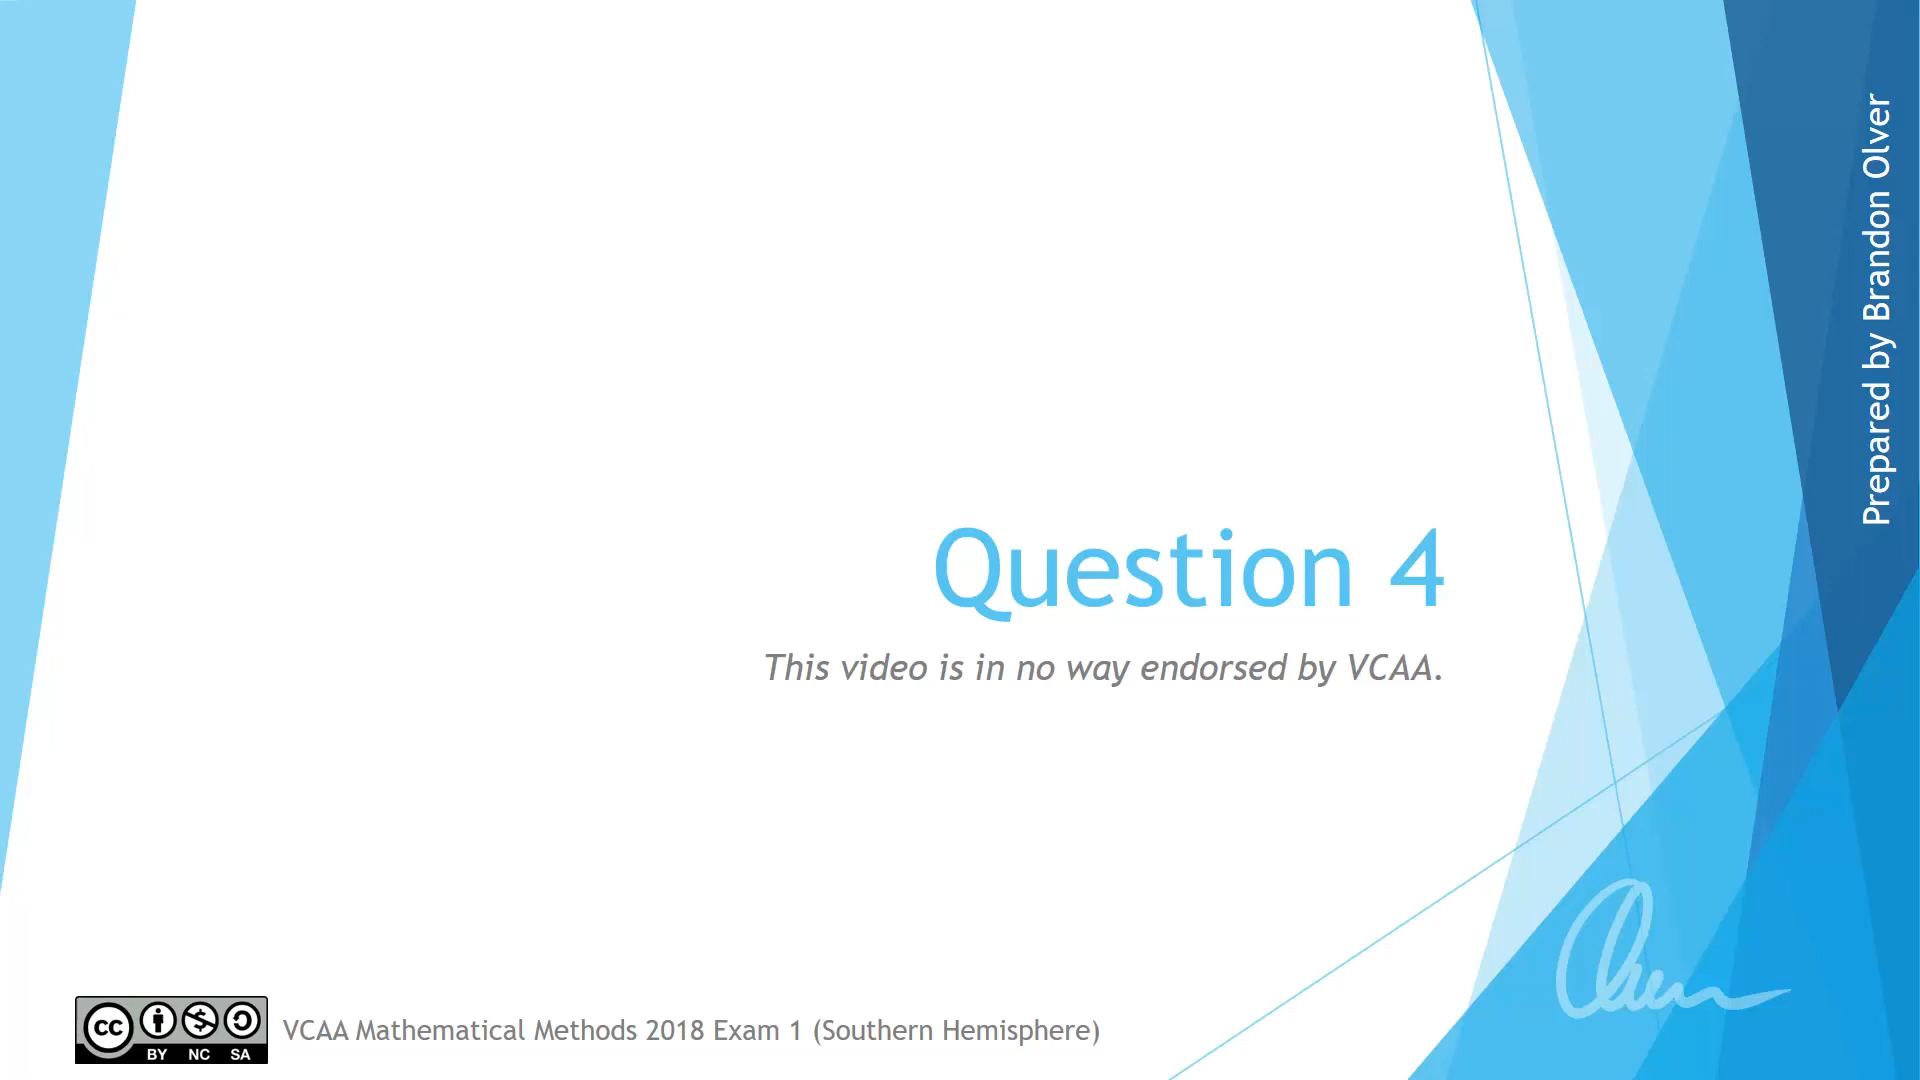 Prepared by Brandon Olver
Question 4
This video is in no way endorsed by VCAA.
cc
BY NC SA
VCAA Mathematical Methods 2018 Exam 1 (Southern Hemisphere)